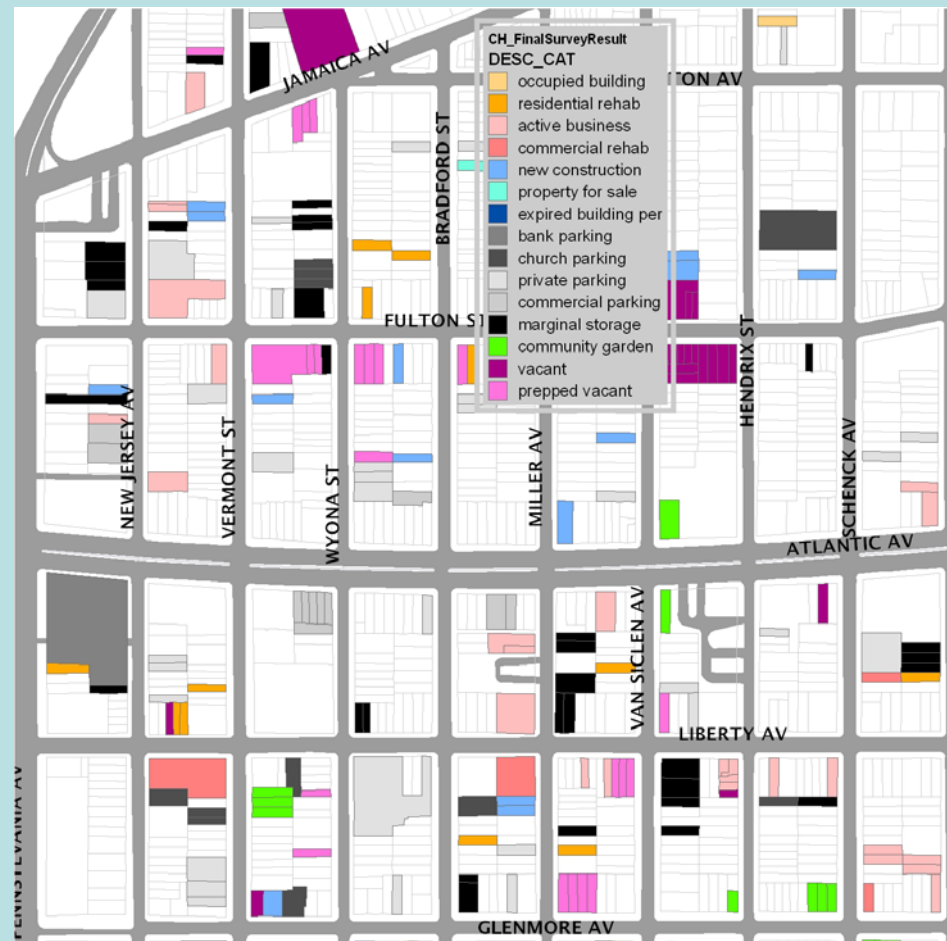 JAMAICA AV
TON AV
CH_FinalSurveyResult
DESC_CAT
occupied building
residential rehab
active business
commercial rehab
new construction
property for sale
expired building per
bank parking
church parking
private parking
commercial parking
marginal storage
community garden
vacant
prepped vacant
BRADFORD ST
FULTON ST
HENDRIX ST
NEW JERSEY AV
VERMONT ST
WYONA ST
MILLER AV
SCHENCK AV
ATLANTIC AV
VAN SICLEN AV
LIBERTY AV
PENNSYLVANIA AV
GLENMORE AV